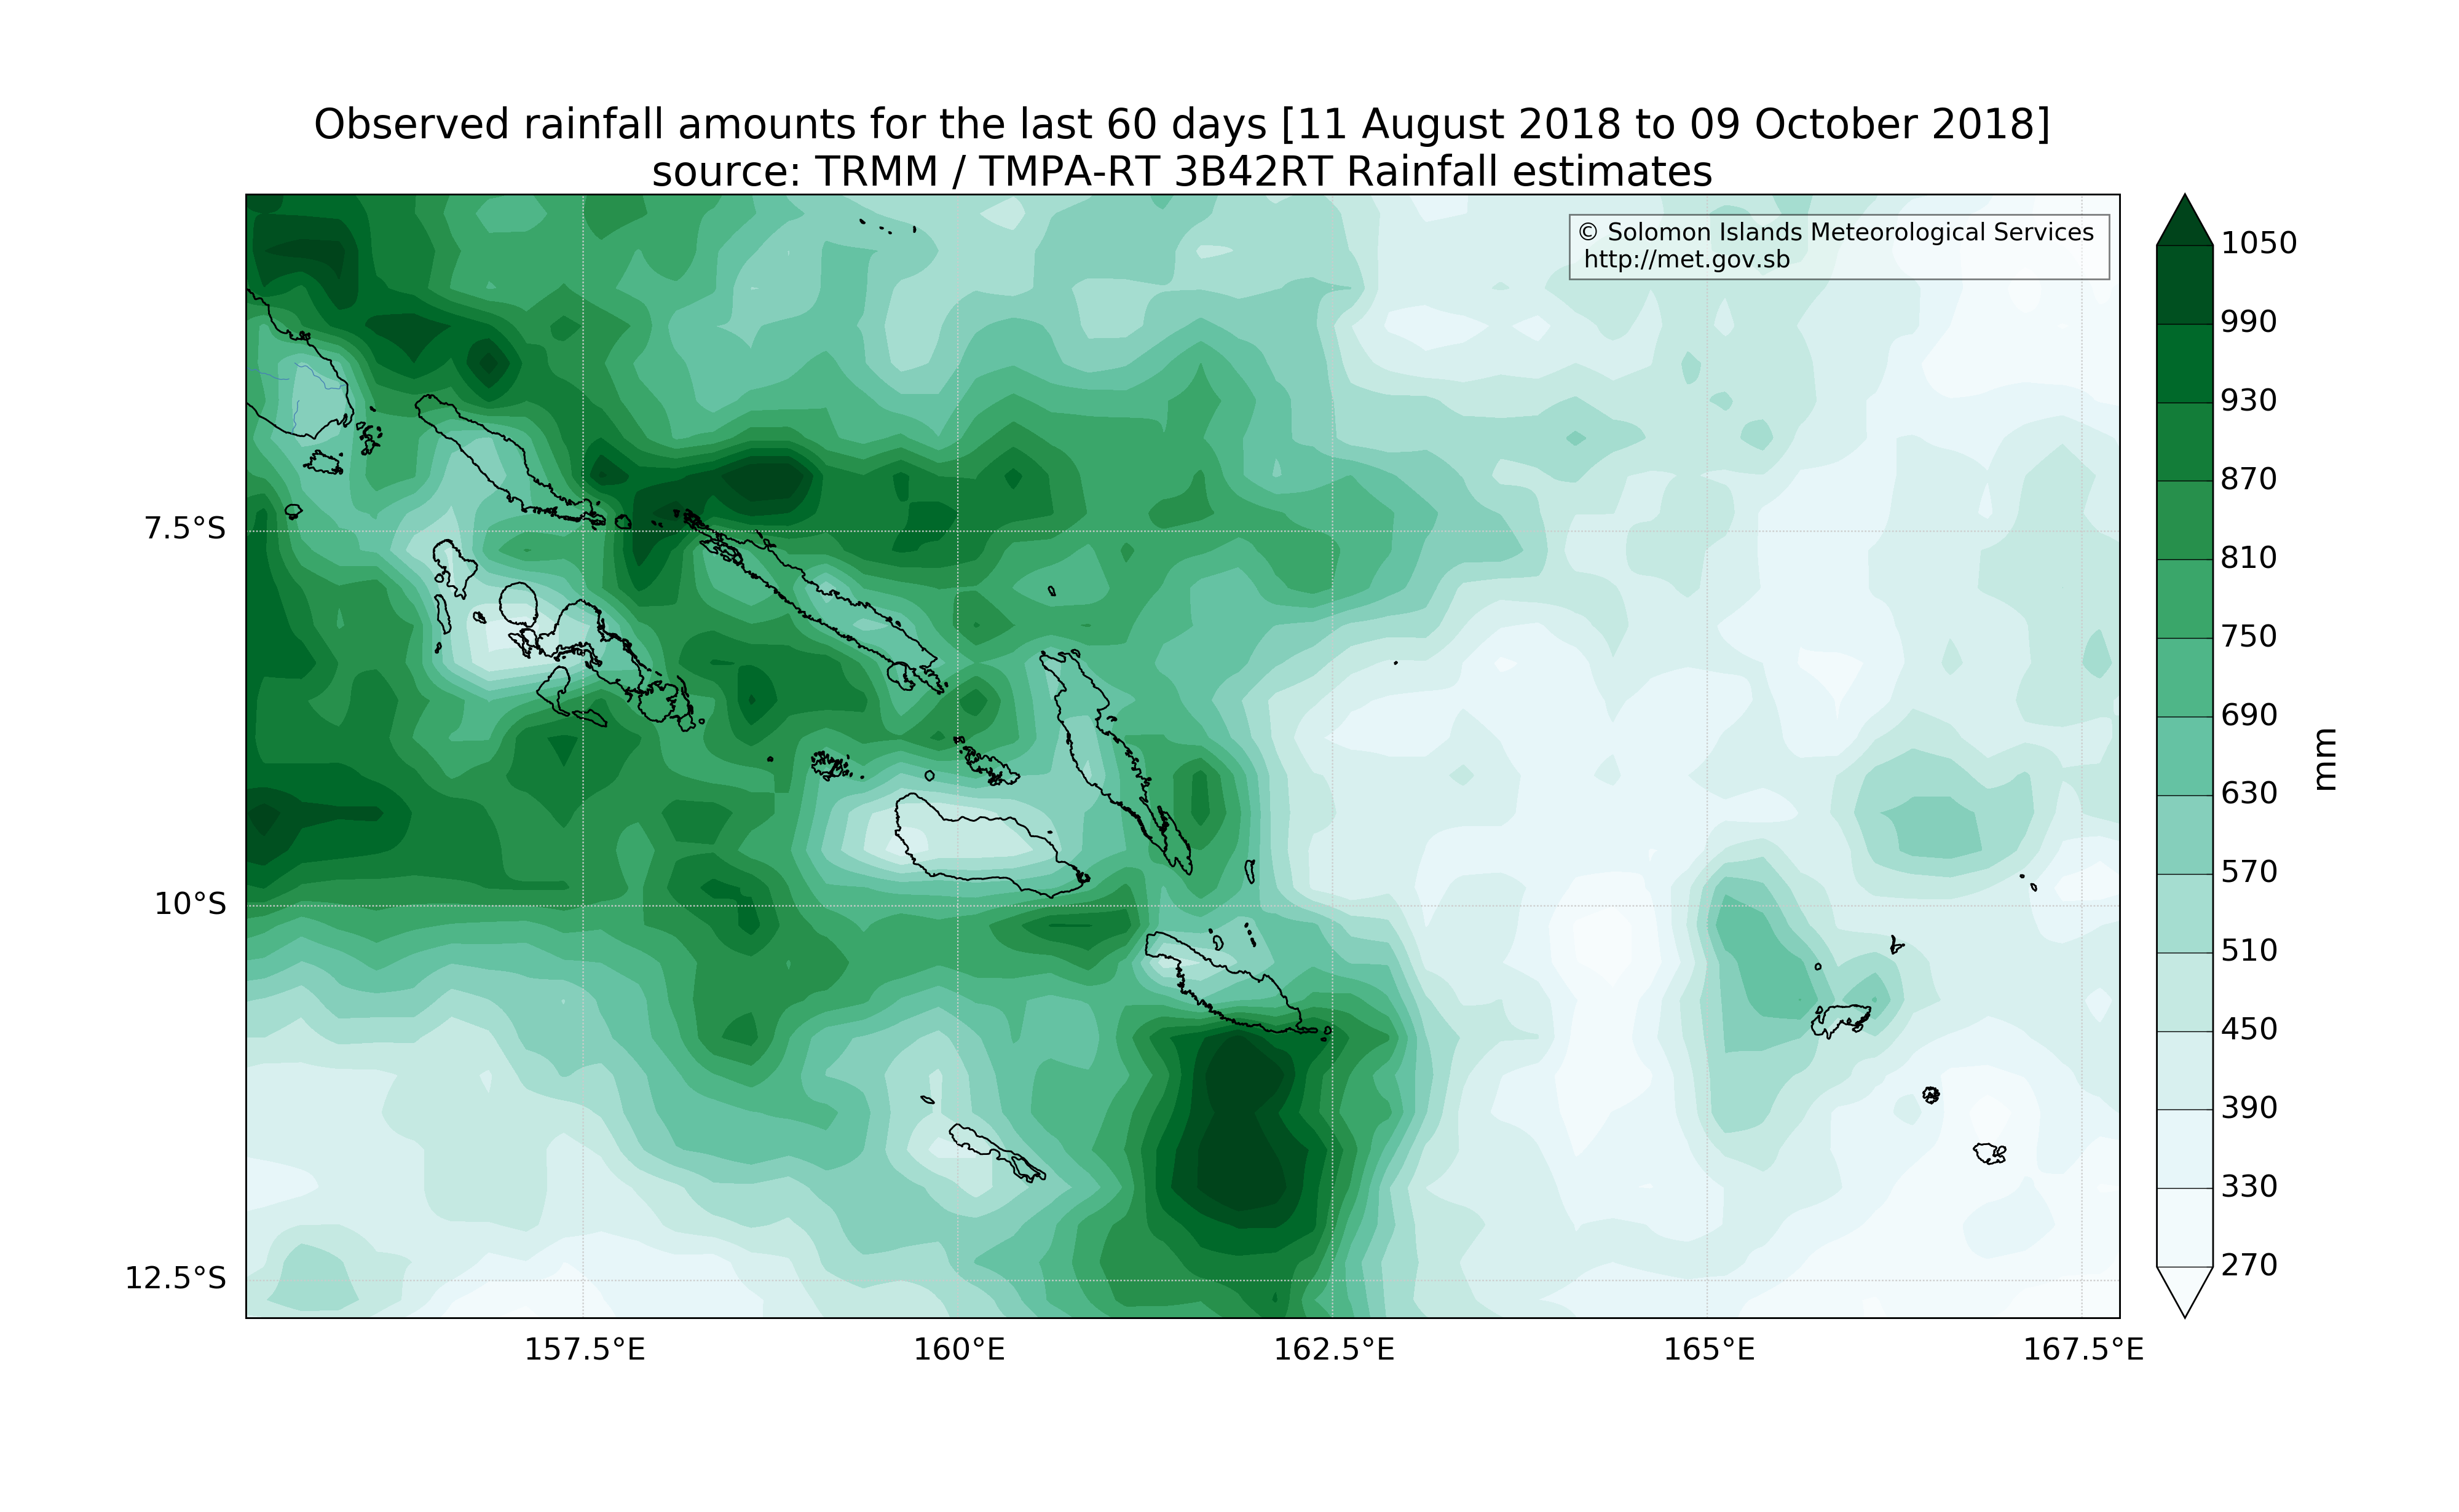 Observed rainfall amounts for the last 60 days [11 August 2018 to 09 October 2018]
source: TRMM / TMPA-RT 3B42RT Rainfall estimates
© Solomon Islands Meteorological Services
http://met.gov.sb
7.5°S
10°S
12.5°S
157.5°E
160°E
162.5°E
165°E
167.5°E
1050
990
930
870
810
750
690
630
570
510
450
390
330
270
mm